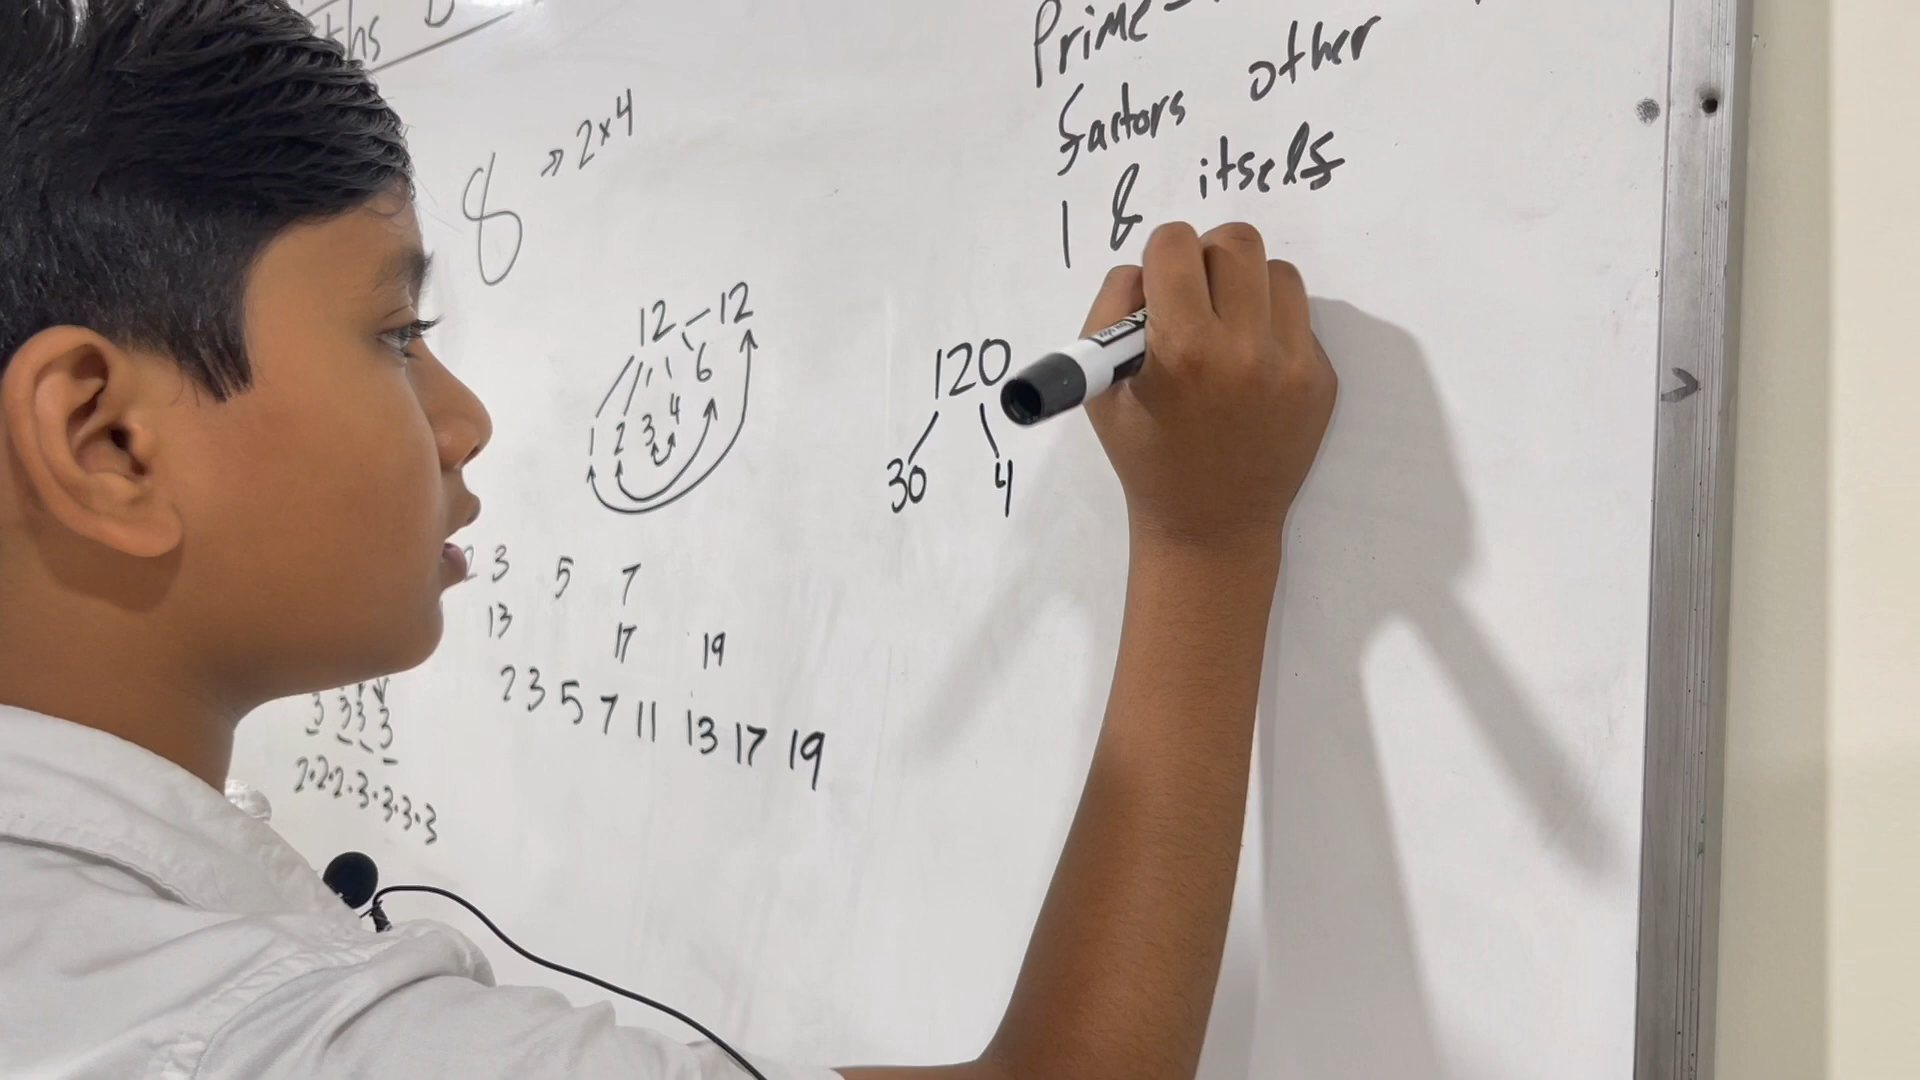 Prime -
factors other
1 & itself
8 → 2×4
12 – 12
6
1 2 3 4
120
30 4
2 3 5 7
13 17 19
2 3 5 7 11 13 17 19
3 3 3 3
2·2·2·3·3·3·3